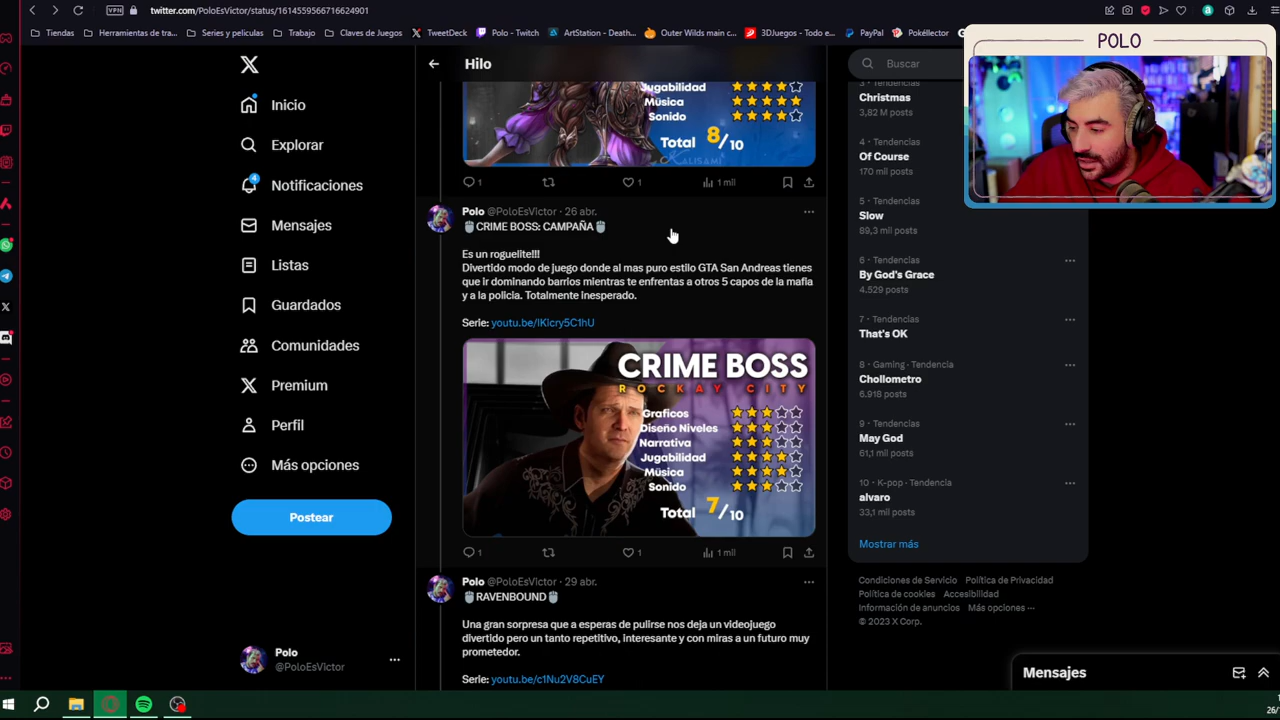 twitter.com/PoloEsVictor/status/1614559566716624901
VPN
Tiendas
Herramientas de tra...
Series y peliculas
Trabajo
Claves de Juegos
TweetDeck
Polo - Twitch
ArtStation - Death...
Outer Wilds main c...
3DJuegos - Todo e...
PayPal
Pokéllector
POLO
Hilo
Buscar
Inicio
Explorar
4
Notificaciones
Mensajes
Listas
Guardados
Comunidades
Premium
Perfil
Más opciones
Postear
Polo
@PoloEsVictor
Jugabilidad
Música
Sonido
Total 8/10
KALISAMI
1
1
1 mil
Polo @PoloEsVictor · 26 abr.
CRIME BOSS: CAMPAÑA
Es un roguelite!!!
Divertido modo de juego donde al mas puro estilo GTA San Andreas tienes
que ir dominando barrios mientras te enfrentas a otros 5 capos de la mafia
y a la policia. Totalmente inesperado.
Serie: youtu.be/lKlcry5C1hU
CRIME BOSS
ROCKAY CITY
Graficos
Diseño Niveles
Narrativa
Jugabilidad
Música
Sonido
Total 7/10
1
1
1 mil
Polo @PoloEsVictor · 29 abr.
RAVENBOUND
Una gran sorpresa que a esperas de pulirse nos deja un videojuego
divertido pero un tanto repetitivo, interesante y con miras a un futuro muy
prometedor.
Serie: youtu.be/c1Nu2V8CuEY
3 · Tendencias
Christmas
3,82 M posts
4 · Tendencias
Of Course
170 mil posts
5 · Tendencias
Slow
89,3 mil posts
6 · Tendencias
By God's Grace
4.529 posts
7 · Tendencias
That's OK
8 · Gaming · Tendencia
Chollometro
6.918 posts
9 · Tendencias
May God
61,1 mil posts
10 · K-pop · Tendencia
alvaro
33,1 mil posts
Mostrar más
Condiciones de Servicio Política de Privacidad
Política de cookies Accesibilidad
Información de anuncios Más opciones ···
© 2023 X Corp.
Mensajes